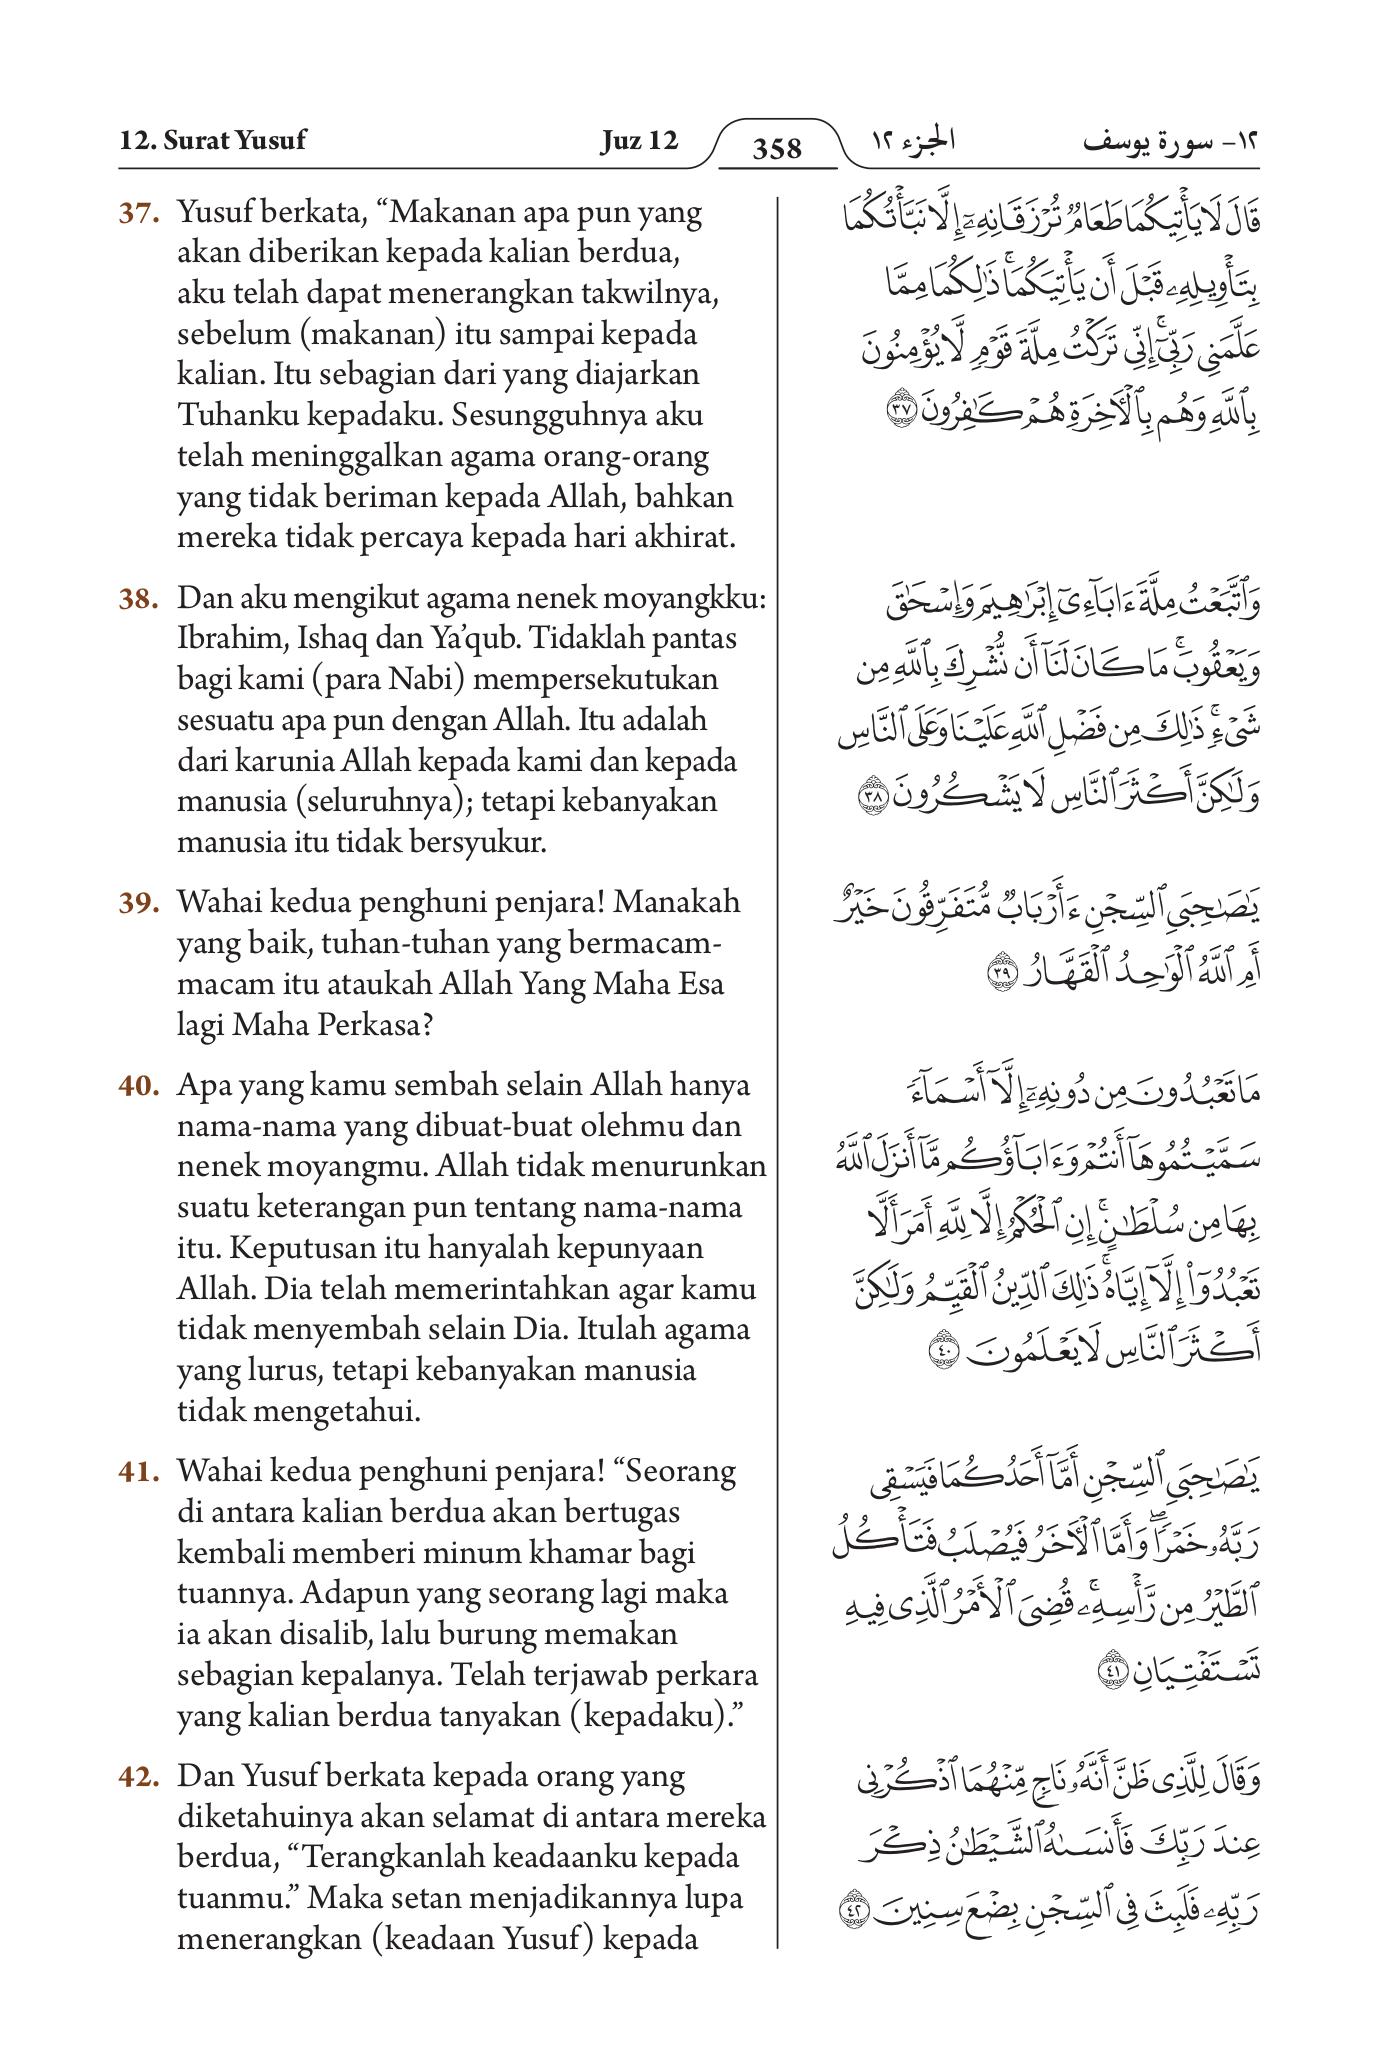 12. Surat Yusuf
Juz 12
358
الجزء ١٢
١٢- سورة يوسف
37. Yusuf berkata, “Makanan apa pun yang
akan diberikan kepada kalian berdua,
aku telah dapat menerangkan takwilnya,
sebelum (makanan) itu sampai kepada
kalian. Itu sebagian dari yang diajarkan
Tuhanku kepadaku. Sesungguhnya aku
telah meninggalkan agama orang-orang
yang tidak beriman kepada Allah, bahkan
mereka tidak percaya kepada hari akhirat.
38. Dan aku mengikut agama nenek moyangkku:
Ibrahim, Ishaq dan Ya’qub. Tidaklah pantas
bagi kami (para Nabi) mempersekutukan
sesuatu apa pun dengan Allah. Itu adalah
dari karunia Allah kepada kami dan kepada
manusia (seluruhnya); tetapi kebanyakan
manusia itu tidak bersyukur.
39. Wahai kedua penghuni penjara! Manakah
yang baik, tuhan-tuhan yang bermacam-
macam itu ataukah Allah Yang Maha Esa
lagi Maha Perkasa?
40. Apa yang kamu sembah selain Allah hanya
nama-nama yang dibuat-buat olehmu dan
nenek moyangmu. Allah tidak menurunkan
suatu keterangan pun tentang nama-nama
itu. Keputusan itu hanyalah kepunyaan
Allah. Dia telah memerintahkan agar kamu
tidak menyembah selain Dia. Itulah agama
yang lurus, tetapi kebanyakan manusia
tidak mengetahui.
41. Wahai kedua penghuni penjara! “Seorang
di antara kalian berdua akan bertugas
kembali memberi minum khamar bagi
tuannya. Adapun yang seorang lagi maka
ia akan disalib, lalu burung memakan
sebagian kepalanya. Telah terjawab perkara
yang kalian berdua tanyakan (kepadaku).”
42. Dan Yusuf berkata kepada orang yang
diketahuinya akan selamat di antara mereka
berdua, “Terangkanlah keadaanku kepada
tuanmu.” Maka setan menjadikannya lupa
menerangkan (keadaan Yusuf) kepada
قَالَ لَا يَأْتِيكُمَا طَعَامٌ تُرْزَقَانِهِۦٓ إِلَّا نَبَّأْتُكُمَا
بِتَأْوِيلِهِۦ قَبْلَ أَن يَأْتِيَكُمَا ۚ ذَٰلِكُمَا مِمَّا
عَلَّمَنِى رَبِّىٓ ۚ إِنِّى تَرَكْتُ مِلَّةَ قَوْمٍ لَّا يُؤْمِنُونَ
بِٱللَّهِ وَهُم بِٱلْـَٔاخِرَةِ هُمْ كَـٰفِرُونَ ٣٧
وَٱتَّبَعْتُ مِلَّةَ ءَابَآءِىٓ إِبْرَٰهِيمَ وَإِسْحَـٰقَ
وَيَعْقُوبَ ۚ مَا كَانَ لَنَآ أَن نُّشْرِكَ بِٱللَّهِ مِن
شَىْءٍ ۚ ذَٰلِكَ مِن فَضْلِ ٱللَّهِ عَلَيْنَا وَعَلَى ٱلنَّاسِ
وَلَـٰكِنَّ أَكْثَرَ ٱلنَّاسِ لَا يَشْكُرُونَ ٣٨
يَـٰصَـٰحِبَىِ ٱلسِّجْنِ ءَأَرْبَابٌ مُّتَفَرِّقُونَ خَيْرٌ
أَمِ ٱللَّهُ ٱلْوَٰحِدُ ٱلْقَهَّارُ ٣٩
مَا تَعْبُدُونَ مِن دُونِهِۦٓ إِلَّآ أَسْمَآءً
سَمَّيْتُمُوهَآ أَنتُمْ وَءَابَآؤُكُم مَّآ أَنزَلَ ٱللَّهُ
بِهَا مِن سُلْطَـٰنٍ ۚ إِنِ ٱلْحُكْمُ إِلَّا لِلَّهِ أَمَرَ أَلَّا
تَعْبُدُوٓا۟ إِلَّآ إِيَّاهُ ۚ ذَٰلِكَ ٱلدِّينُ ٱلْقَيِّمُ وَلَـٰكِنَّ
أَكْثَرَ ٱلنَّاسِ لَا يَعْلَمُونَ ٤٠
يَـٰصَـٰحِبَىِ ٱلسِّجْنِ أَمَّآ أَحَدُكُمَا فَيَسْقِى
رَبَّهُۥ خَمْرًا ۖ وَأَمَّا ٱلْـَٔاخَرُ فَيُصْلَبُ فَتَأْكُلُ
ٱلطَّيْرُ مِن رَّأْسِهِۦ ۚ قُضِىَ ٱلْأَمْرُ ٱلَّذِى فِيهِ
تَسْتَفْتِيَانِ ٤١
وَقَالَ لِلَّذِى ظَنَّ أَنَّهُۥ نَاجٍ مِّنْهُمَا ٱذْكُرْنِى
عِندَ رَبِّكَ فَأَنسَىٰهُ ٱلشَّيْطَـٰنُ ذِكْرَ
رَبِّهِۦ فَلَبِثَ فِى ٱلسِّجْنِ بِضْعَ سِنِينَ ٤٢